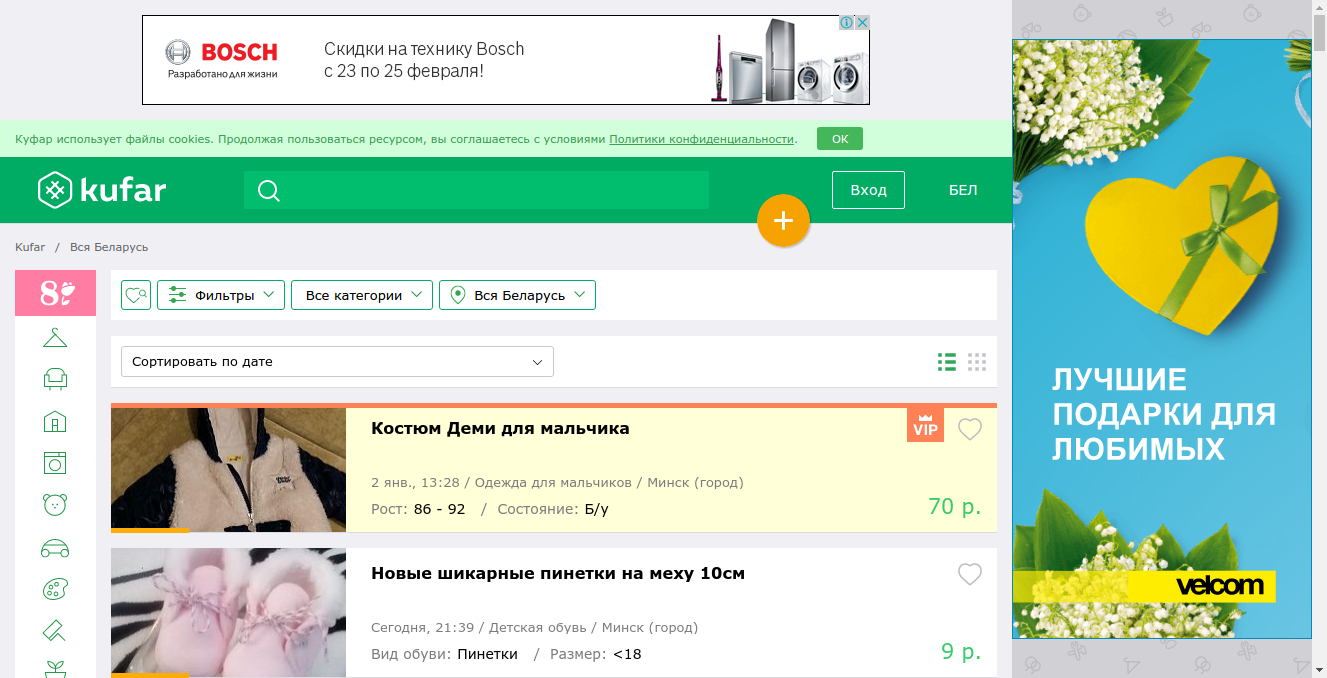 BOSCH
Разработано для жизни
Скидки на технику Bosch
с 23 по 25 февраля!
Куфар использует файлы cookies. Продолжая пользоваться ресурсом, вы соглашаетесь с условиями Политики конфиденциальности.
OK
kufar
Вход
БЕЛ
Kufar / Вся Беларусь
8
Фильтры
Все категории
Вся Беларусь
Сортировать по дате
Костюм Деми для мальчика
VIP
2 янв., 13:28 / Одежда для мальчиков / Минск (город)
Рост: 86 - 92 / Состояние: Б/у
70 р.
Новые шикарные пинетки на меху 10см
Сегодня, 21:39 / Детская обувь / Минск (город)
Вид обуви: Пинетки / Размер: <18
9 р.
ЛУЧШИЕ
ПОДАРКИ ДЛЯ
ЛЮБИМЫХ
velcom